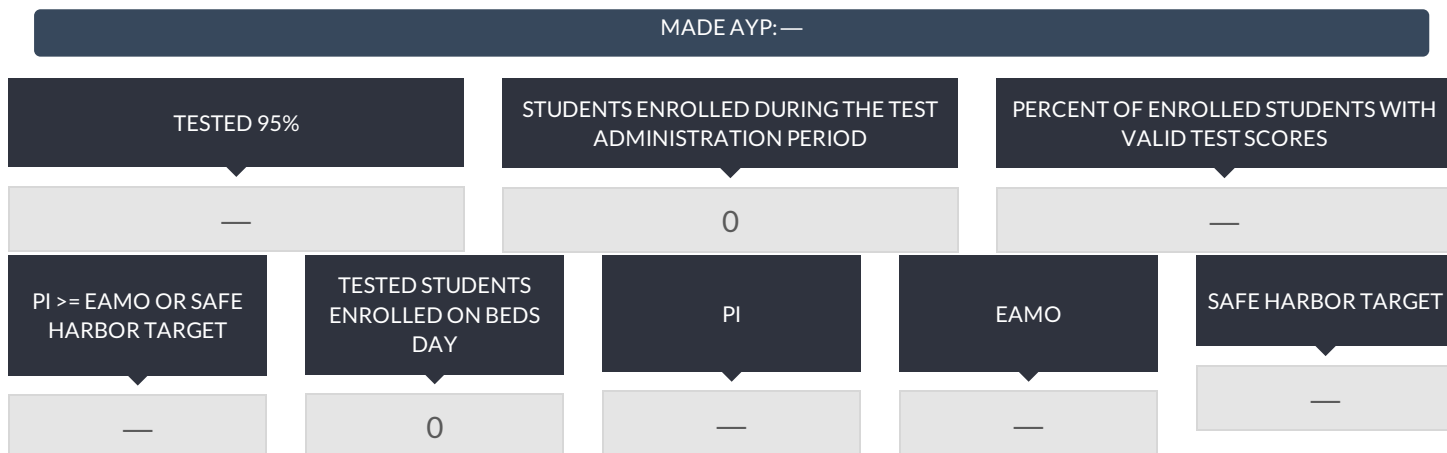 MADE AYP: —
TESTED 95%
—
STUDENTS ENROLLED DURING THE TEST
ADMINISTRATION PERIOD
0
PERCENT OF ENROLLED STUDENTS WITH
VALID TEST SCORES
—
PI >= EAMO OR SAFE
HARBOR TARGET
—
TESTED STUDENTS
ENROLLED ON BEDS
DAY
0
PI
—
EAMO
—
SAFE HARBOR TARGET
—